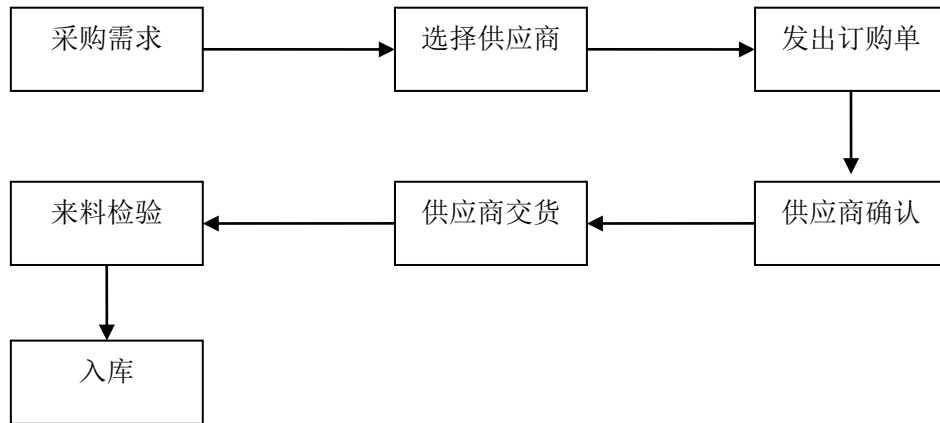 采购需求
选择供应商
发出订购单
供应商确认
供应商交货
来料检验
入库